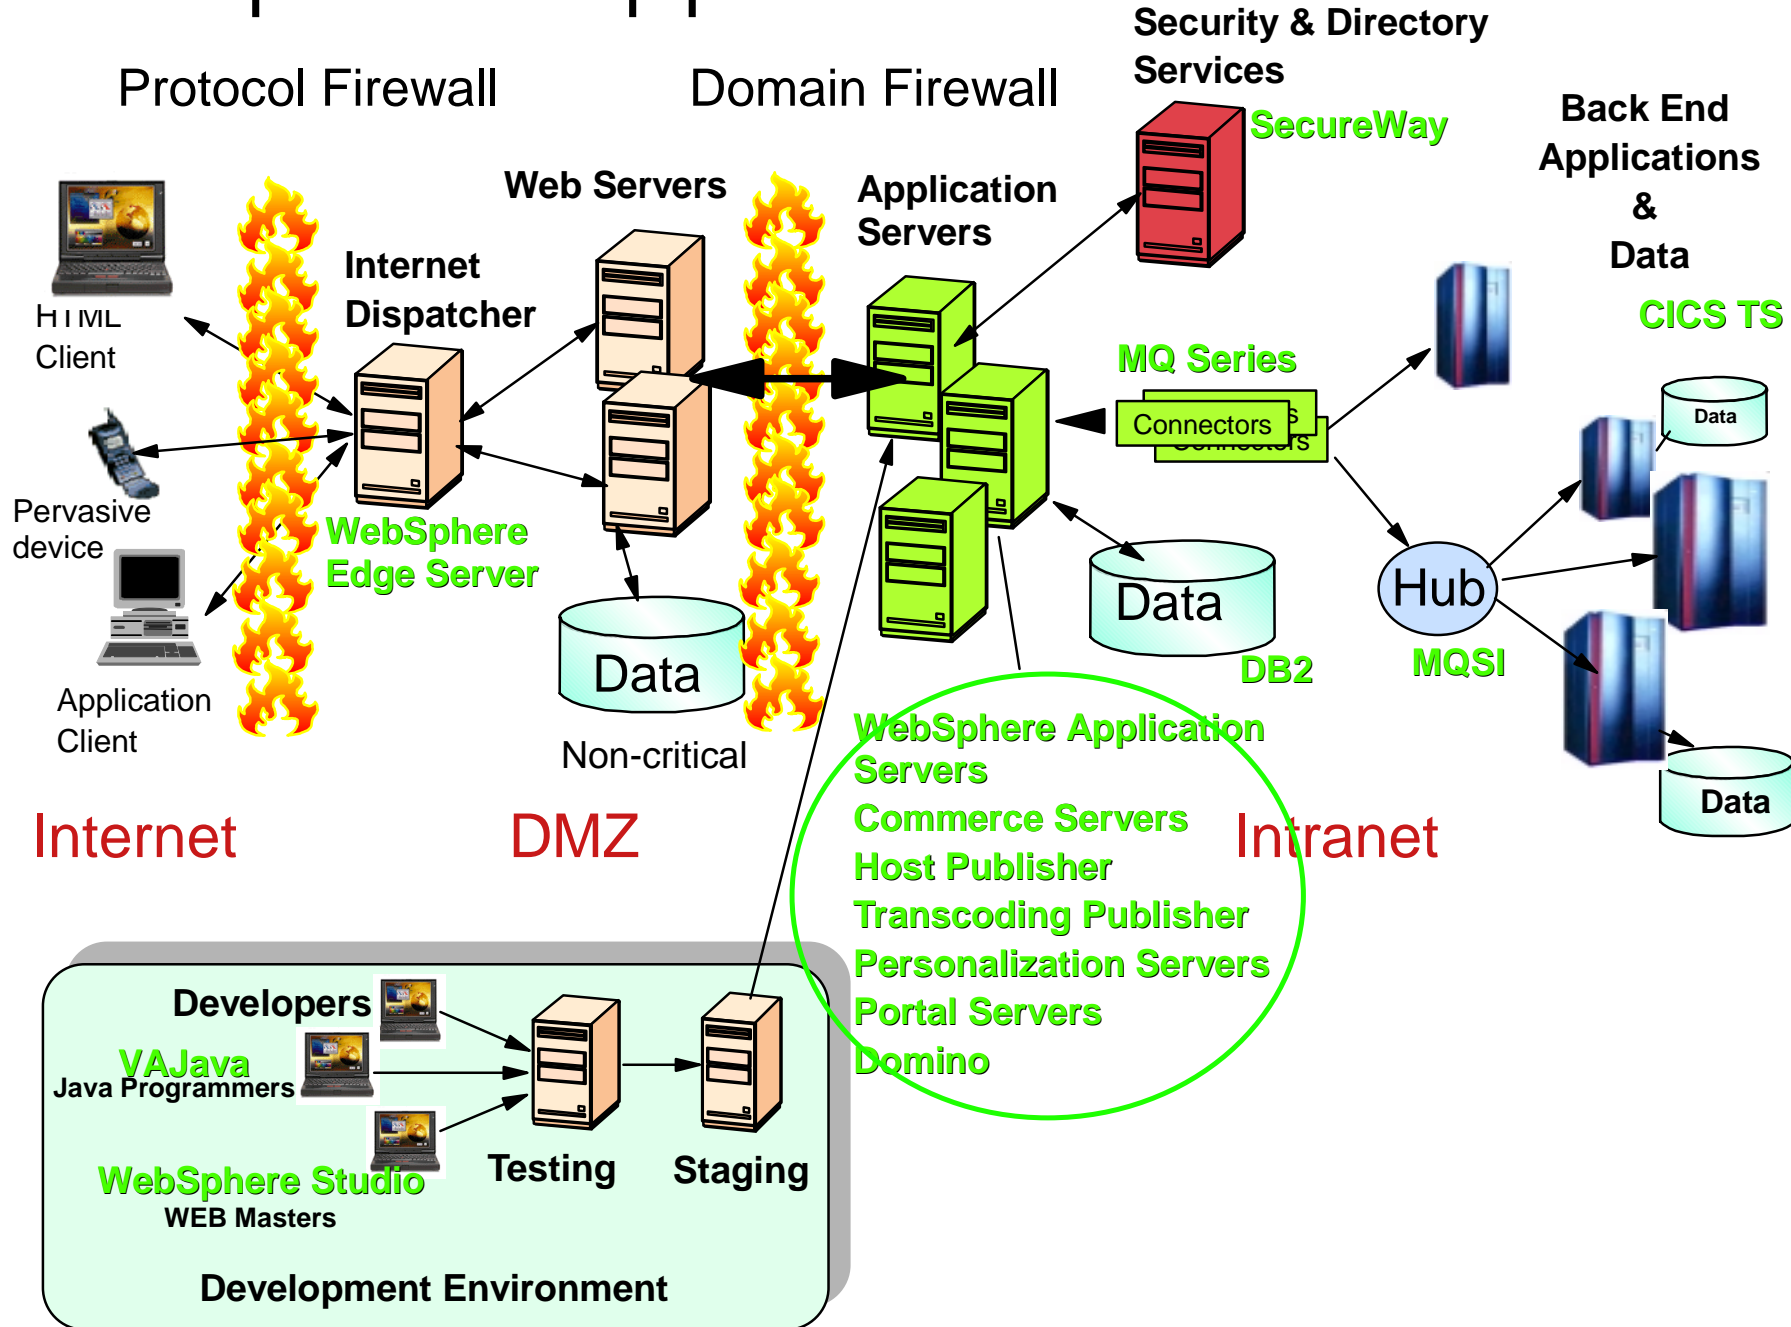 Security & Directory
Services
Protocol Firewall
Domain Firewall
SecureWay
Back End
Applications
&
Data
Web Servers
Application
Servers
Internet
Dispatcher
CICS TS
HTML
Client
MQ Series
Connectors
Connectors
Data
Pervasive
device
WebSphere
Edge Server
Data
Hub
Data
DB2
MQSI
Application
Client
Non-critical
WebSphere Application
Servers
Commerce Servers
Host Publisher
Transcoding Publisher
Personalization Servers
Portal Servers
Domino
Data
Internet
DMZ
Intranet
Developers
VAJava
Java Programmers
WebSphere Studio
WEB Masters
Testing
Staging
Development Environment